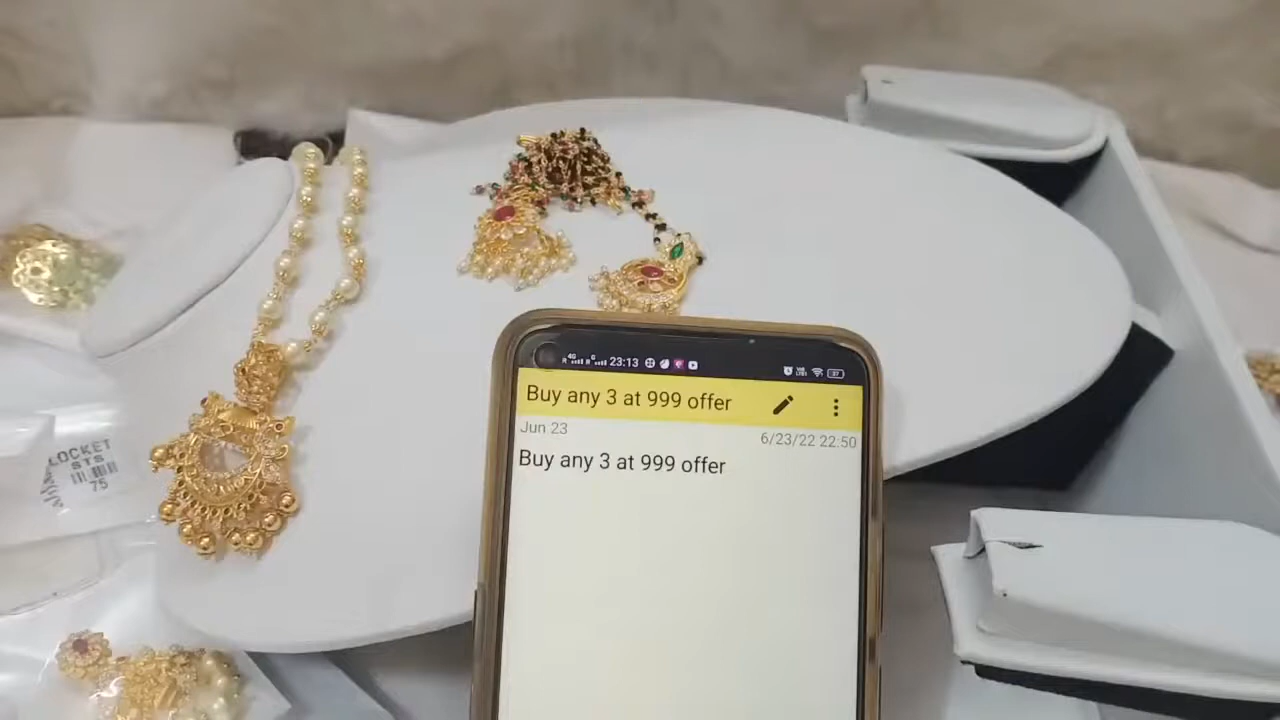 23:13
Buy any 3 at 999 offer
Jun 23
6/23/22 22:50
Buy any 3 at 999 offer
LOCKET
STS
75